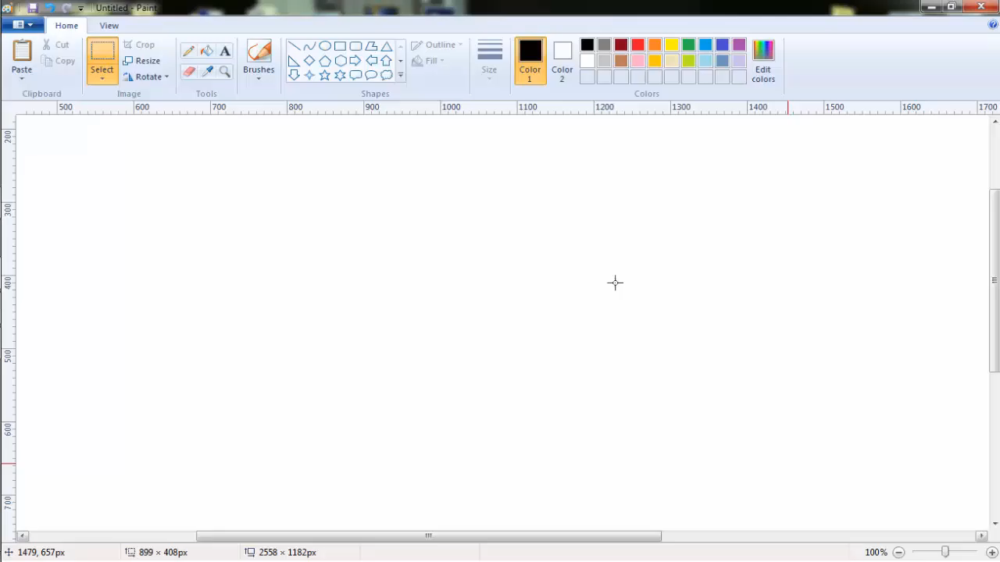 Untitled - Paint
Home View
Paste Cut Copy Clipboard
Select Crop Resize Rotate Image
A Tools
Brushes
Shapes
Outline Fill
Size
Color 1
Color 2
Edit colors
Colors
500 600 700 800 900 1000 1100 1200 1300 1400 1500 1600 1700
200
300
400
500
600
700
1479, 657px 899 × 408px 2558 × 1182px 100%